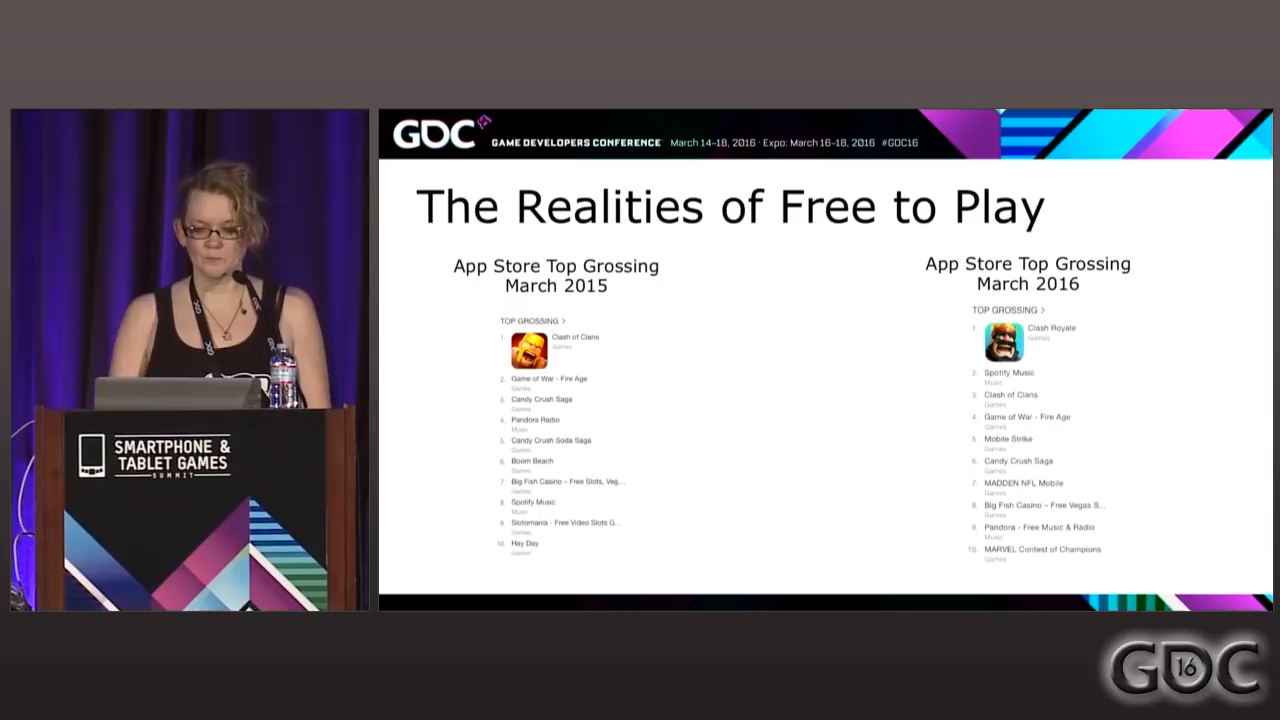 GDC
GAME DEVELOPERS CONFERENCE March 14–18, 2016 · Expo: March 16–18, 2016 #GDC16
The Realities of Free to Play
App Store Top Grossing
March 2015
TOP GROSSING >
1. Clash of Clans
Games
2. Game of War - Fire Age
Games
3. Candy Crush Saga
Games
4. Pandora Radio
Music
5. Candy Crush Soda Saga
Games
6. Boom Beach
Games
7. Big Fish Casino – Free Slots, Veg...
Games
8. Spotify Music
Music
9. Slotomania - Free Video Slots G...
Games
10. Hay Day
Games
App Store Top Grossing
March 2016
TOP GROSSING >
1. Clash Royale
Games
2. Spotify Music
Music
3. Clash of Clans
Games
4. Game of War - Fire Age
Games
5. Mobile Strike
Games
6. Candy Crush Saga
Games
7. MADDEN NFL Mobile
Games
8. Big Fish Casino – Free Vegas S...
Games
9. Pandora - Free Music & Radio
Music
10. MARVEL Contest of Champions
Games
SMARTPHONE &
TABLET GAMES
SUMMIT
GDC 16